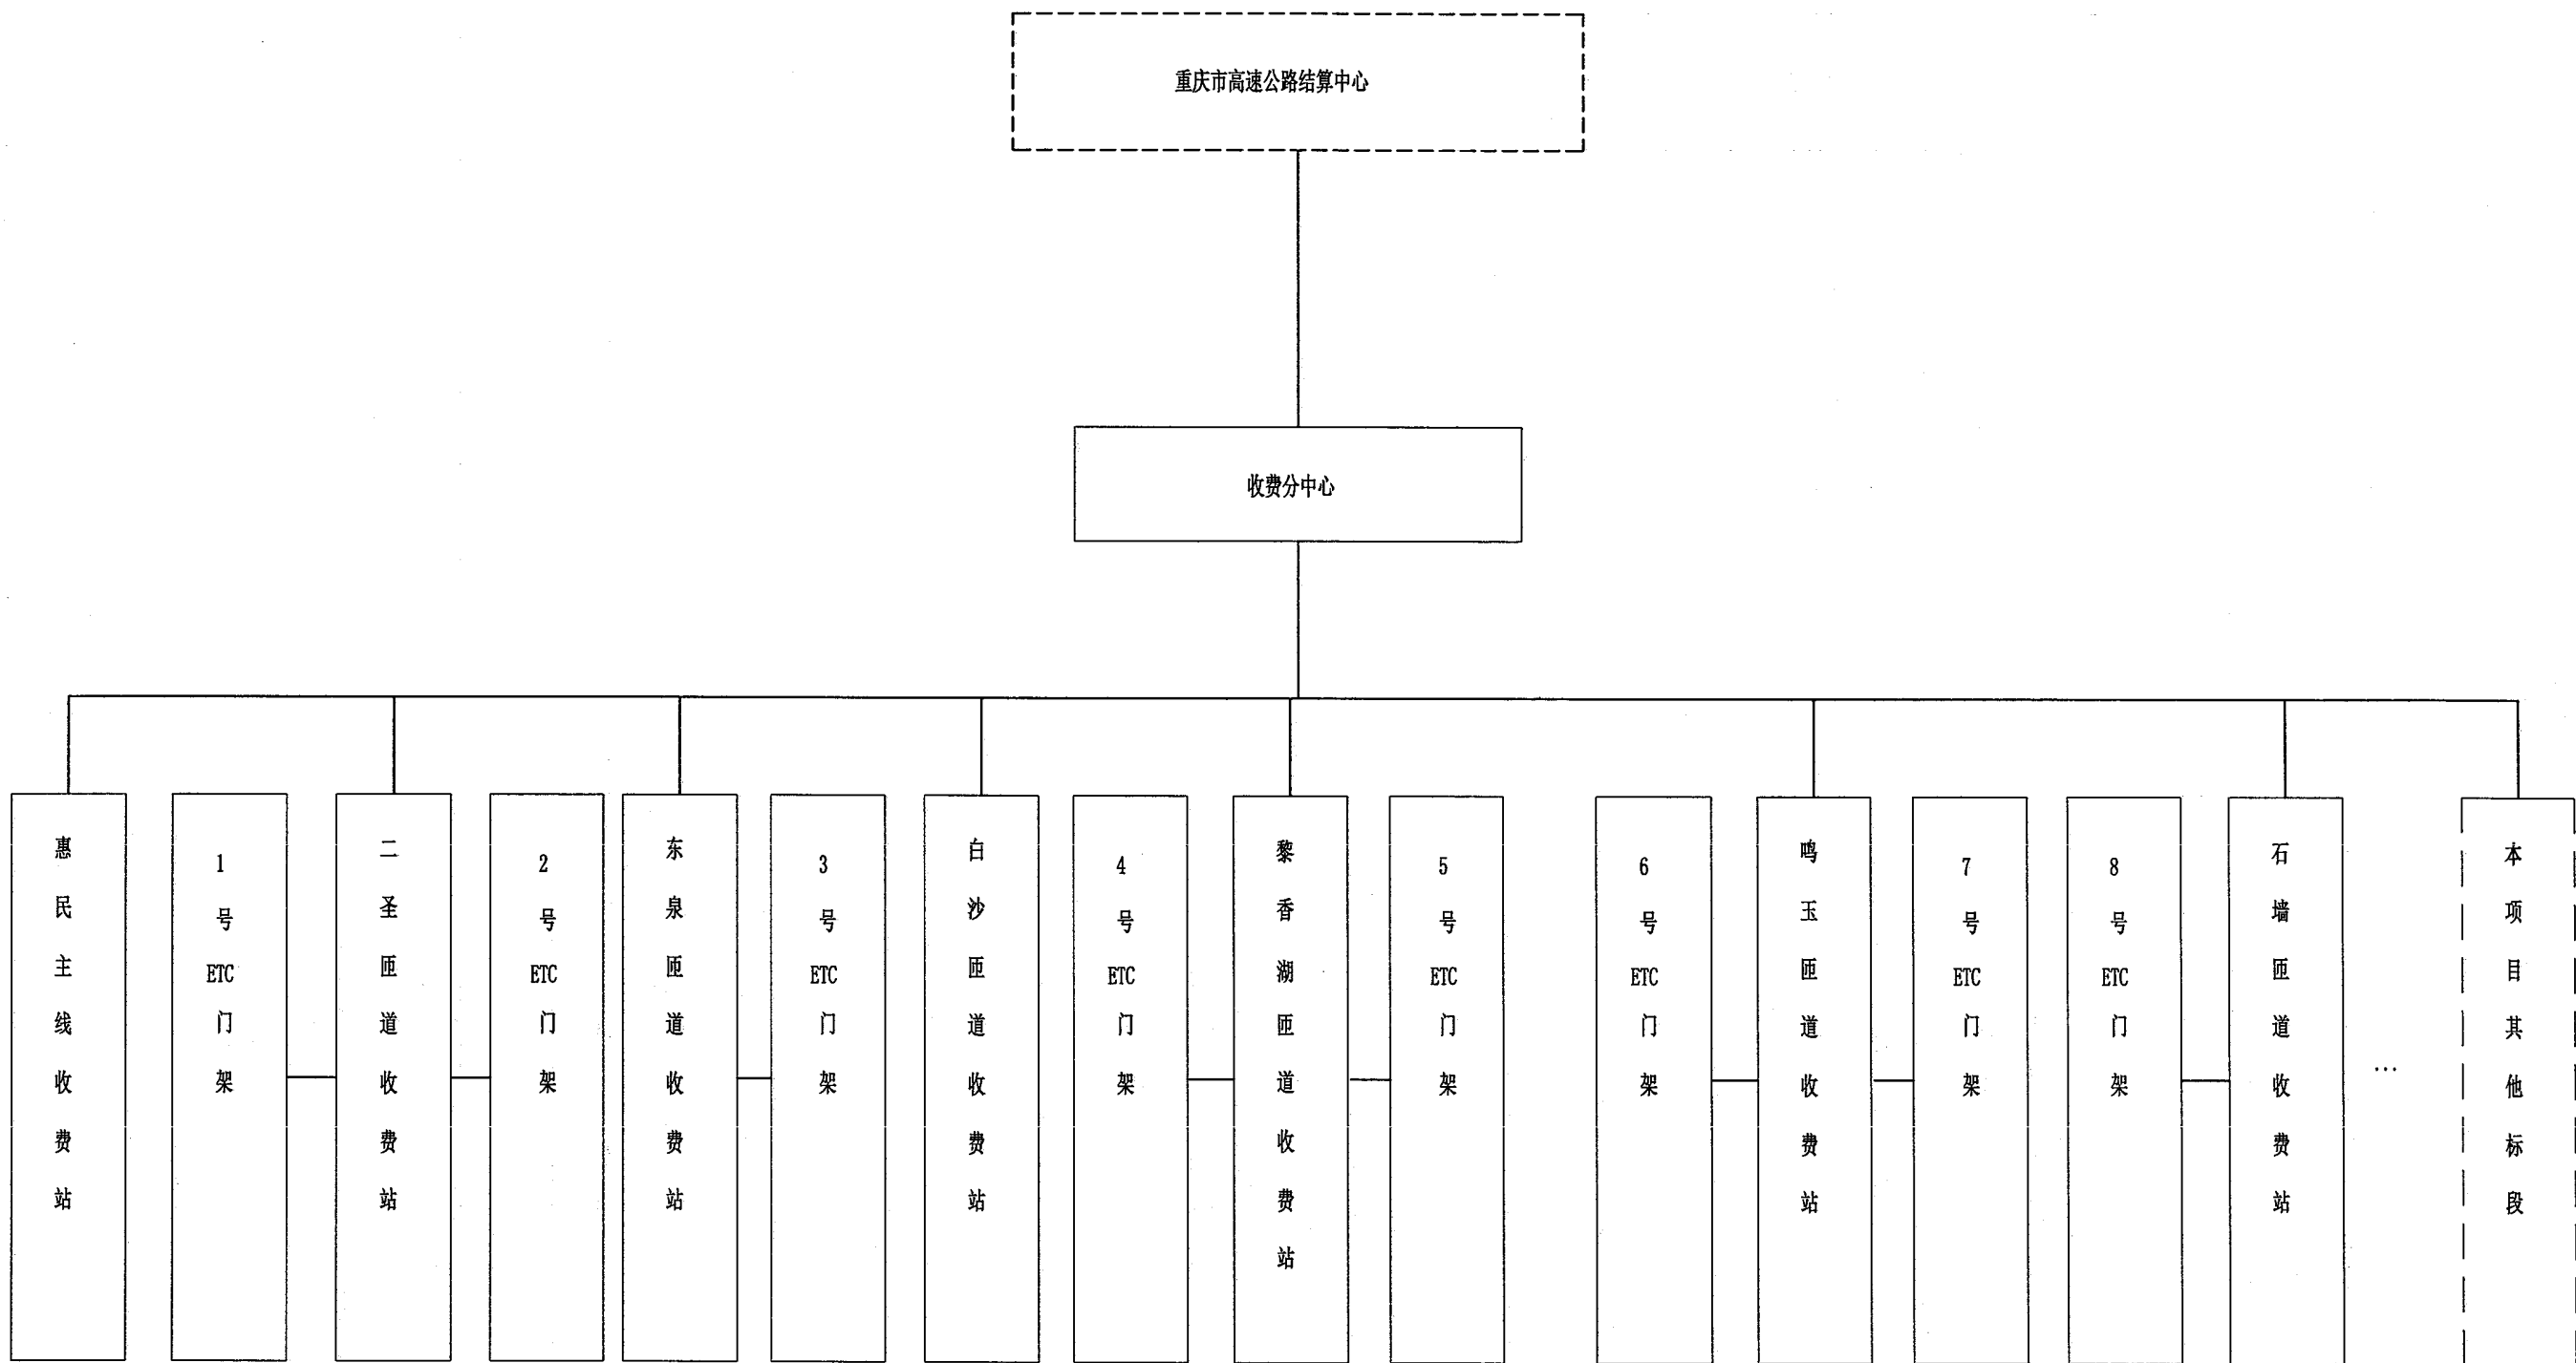 重庆市高速公路结算中心
收费分中心
惠民主线收费站
1号ETC门架
二圣匝道收费站
2号ETC门架
东泉匝道收费站
3号ETC门架
白沙匝道收费站
4号ETC门架
黎香湖匝道收费站
5号ETC门架
6号ETC门架
鸣玉匝道收费站
7号ETC门架
8号ETC门架
石墙匝道收费站
...
本项目其他标段